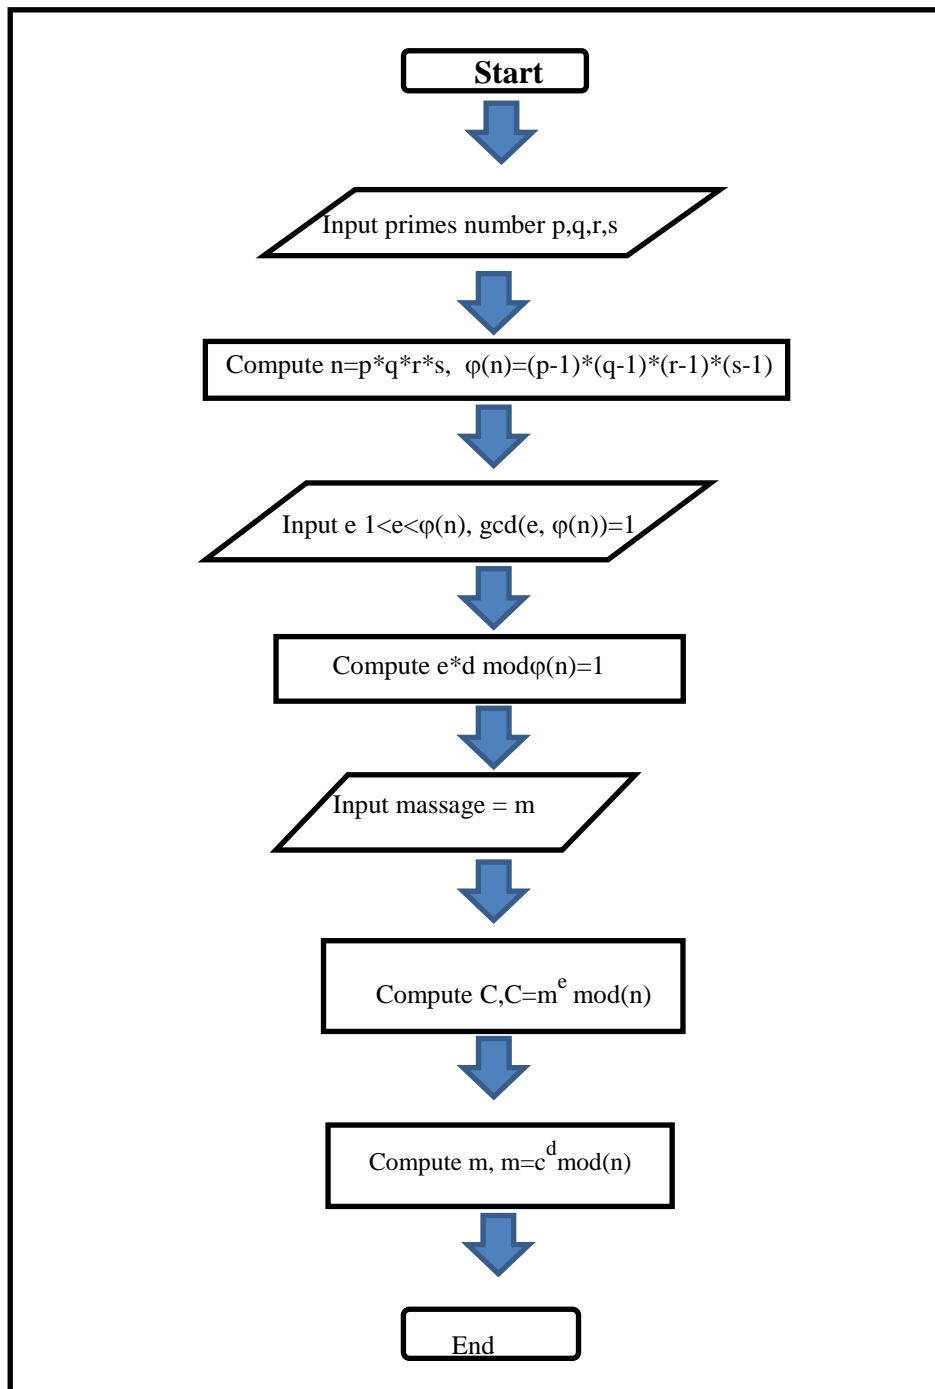 Start
Input primes number p,q,r,s
Compute n=p*q*r*s, φ(n)=(p-1)*(q-1)*(r-1)*(s-1)
Input e 1<e<φ(n), gcd(e, φ(n))=1
Compute e*d modφ(n)=1
Input massage = m
Compute C,C=m^e mod(n)
Compute m, m=c^d mod(n)
End